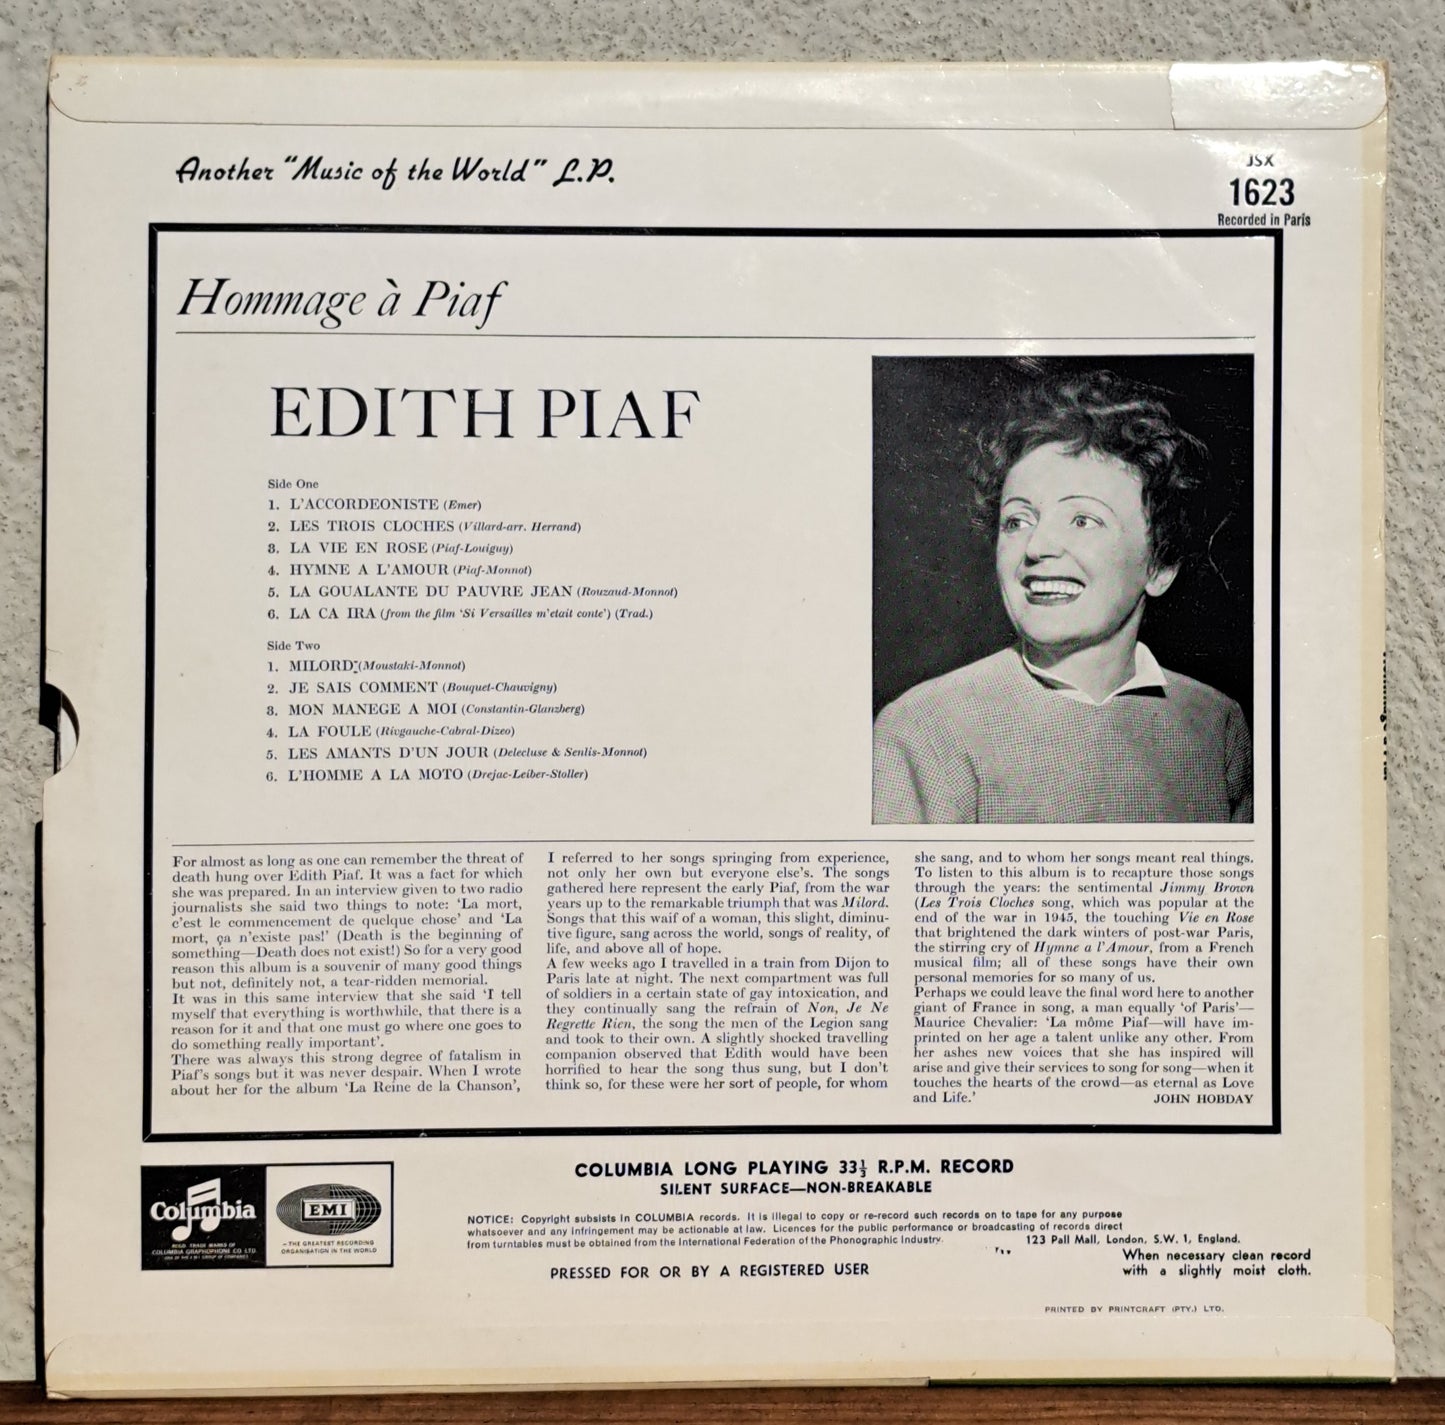 Another "Music of the World" L.P.
JSX
1623
Recorded in Paris
Hommage à Piaf
EDITH PIAF
Side One
1. L'ACCORDEONISTE (Emer)
2. LES TROIS CLOCHES (Villard-arr. Herrand)
3. LA VIE EN ROSE (Piaf-Louiguy)
4. HYMNE A L'AMOUR (Piaf-Monnot)
5. LA GOUALANTE DU PAUVRE JEAN (Rouzaud-Monnot)
6. LA CA IRA (from the film 'Si Versailles m'etait conte') (Trad.)
Side Two
1. MILORD (Moustaki-Monnot)
2. JE SAIS COMMENT (Bouquet-Chauvigny)
3. MON MANEGE A MOI (Constantin-Glanzberg)
4. LA FOULE (Rivgauche-Cabral-Dizeo)
5. LES AMANTS D'UN JOUR (Delecluse & Senlis-Monnot)
6. L'HOMME A LA MOTO (Drejac-Leiber-Stoller)
For almost as long as one can remember the threat of
death hung over Edith Piaf. It was a fact for which
she was prepared. In an interview given to two radio
journalists she said two things to note: 'La mort,
c'est le commencement de quelque chose' and 'La
mort, ça n'existe pas!' (Death is the beginning of
something—Death does not exist!) So for a very good
reason this album is a souvenir of many good things
but not, definitely not, a tear-ridden memorial.
It was in this same interview that she said 'I tell
myself that everything is worthwhile, that there is a
reason for it and that one must go where one goes to
do something really important'.
There was always this strong degree of fatalism in
Piaf's songs but it was never despair. When I wrote
about her for the album 'La Reine de la Chanson',
I referred to her songs springing from experience,
not only her own but everyone else's. The songs
gathered here represent the early Piaf, from the war
years up to the remarkable triumph that was Milord.
Songs that this waif of a woman, this slight, diminu-
tive figure, sang across the world, songs of reality, of
life, and above all of hope.
A few weeks ago I travelled in a train from Dijon to
Paris late at night. The next compartment was full
of soldiers in a certain state of gay intoxication, and
they continually sang the refrain of Non, Je Ne
Regrette Rien, the song the men of the Legion sang
and took to their own. A slightly shocked travelling
companion observed that Edith would have been
horrified to hear the song thus sung, but I don't
think so, for these were her sort of people, for whom
she sang, and to whom her songs meant real things.
To listen to this album is to recapture those songs
through the years: the sentimental Jimmy Brown
(Les Trois Cloches song, which was popular at the
end of the war in 1945, the touching Vie en Rose
that brightened the dark winters of post-war Paris,
the stirring cry of Hymne a l'Amour, from a French
musical film; all of these songs have their own
personal memories for so many of us.
Perhaps we could leave the final word here to another
giant of France in song, a man equally 'of Paris'—
Maurice Chevalier: 'La môme Piaf—will have im-
printed on her age a talent unlike any other. From
her ashes new voices that she has inspired will
arise and give their services to song for song—when it
touches the hearts of the crowd—as eternal as Love
and Life.' JOHN HOBDAY
Columbia
COLUMBIA GRAPHOPHONE CO LTD
EMI
—THE GREATEST RECORDING
ORGANISATION IN THE WORLD
COLUMBIA LONG PLAYING 33⅓ R.P.M. RECORD
SILENT SURFACE—NON-BREAKABLE
NOTICE: Copyright subsists in COLUMBIA records. It is illegal to copy or re-record such records on to tape for any purpose
whatsoever and any infringement may be actionable at law. Licences for the public performance or broadcasting of records direct
from turntables must be obtained from the International Federation of the Phonographic Industry. 123 Pall Mall, London, S.W. 1, England.
When necessary clean record
with a slightly moist cloth.
PRESSED FOR OR BY A REGISTERED USER
PRINTED BY PRINTCRAFT (PTY.) LTD.